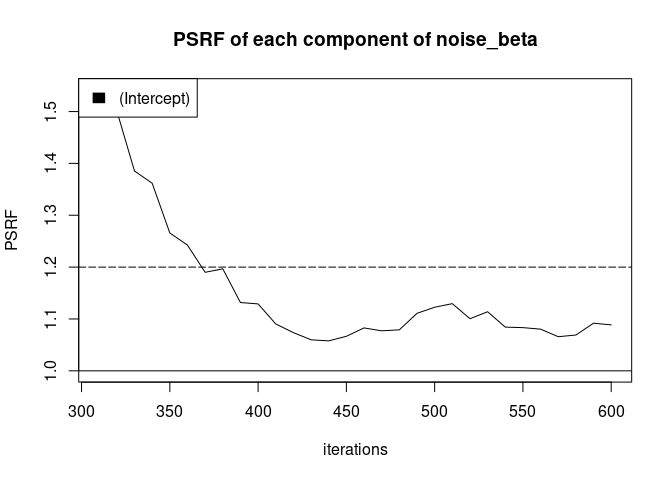 PSRF of each component of noise_beta
(Intercept)
PSRF
1.5
1.4
1.3
1.2
1.1
1.0
300 350 400 450 500 550 600
iterations